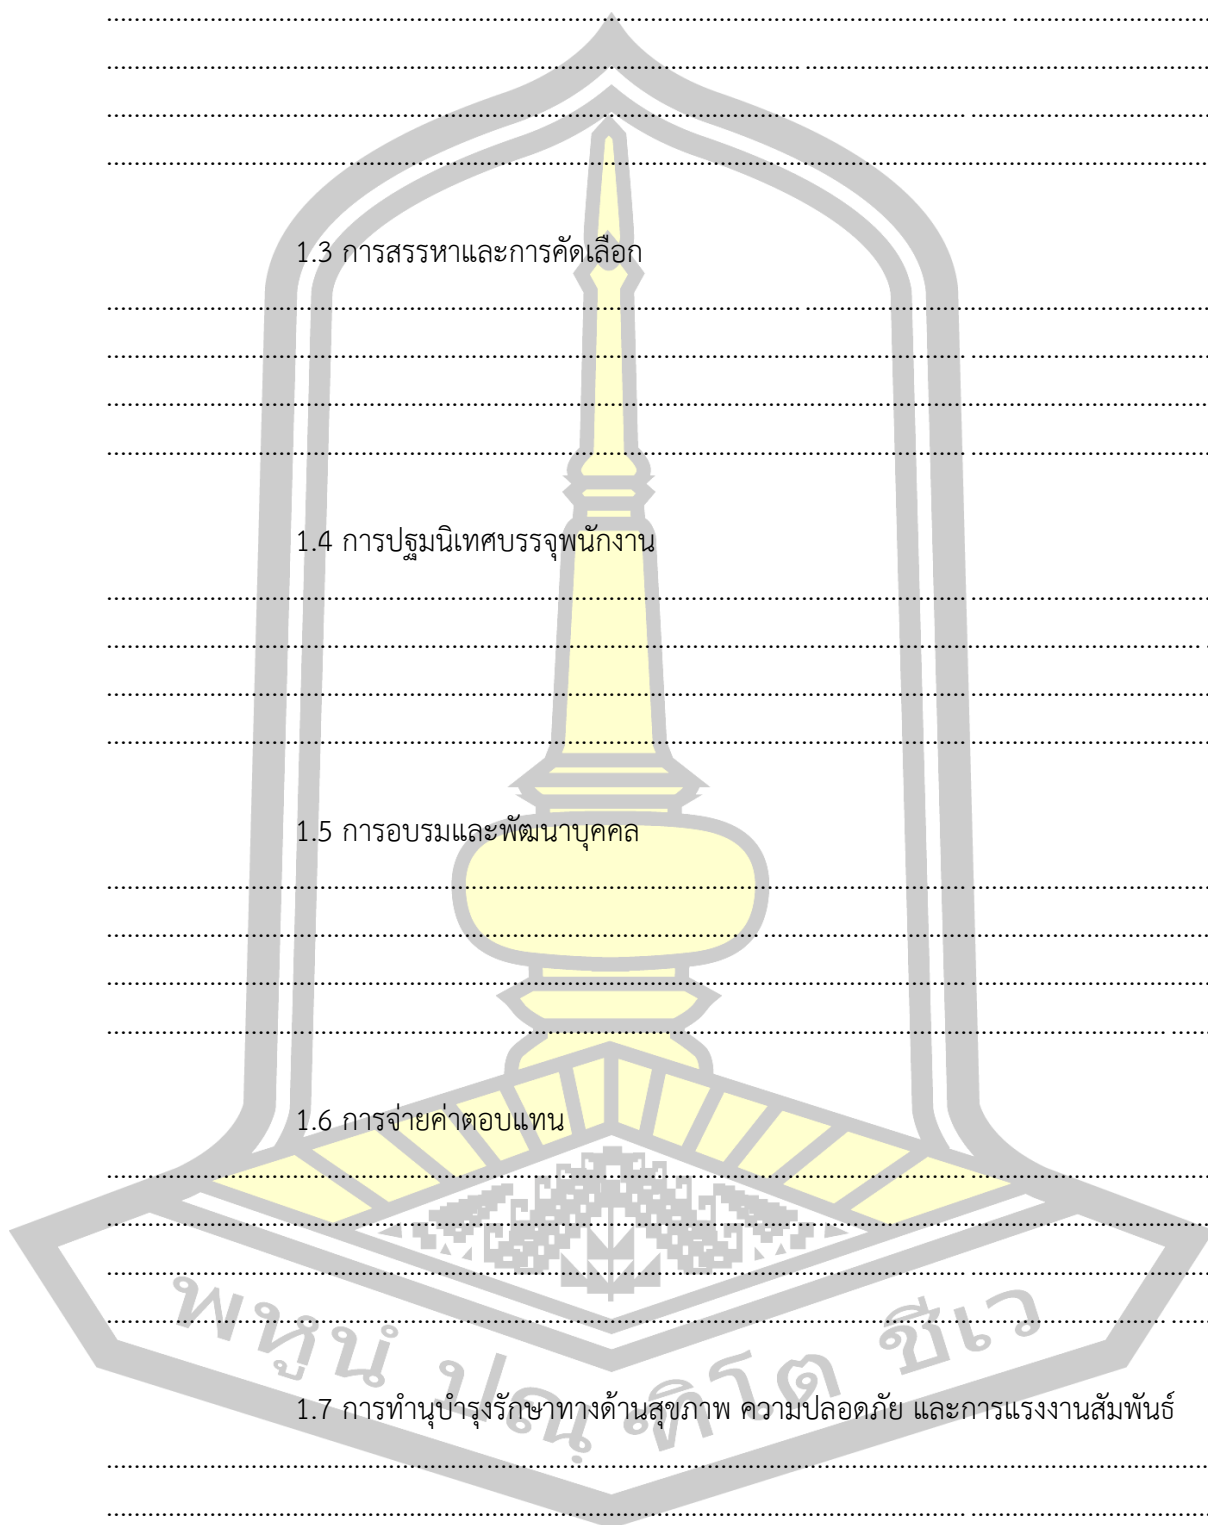 1.3 การสรรหาและการคัดเลือก
1.4 การปฐมนิเทศบรรจุพนักงาน
1.5 การอบรมและพัฒนาบุคคล
1.6 การจ่ายค่าตอบแทน
พหูนํ ปณฺฑิโต ชีเว
1.7 การทำนุบำรุงรักษาทางด้านสุขภาพ ความปลอดภัย และการแรงงานสัมพันธ์